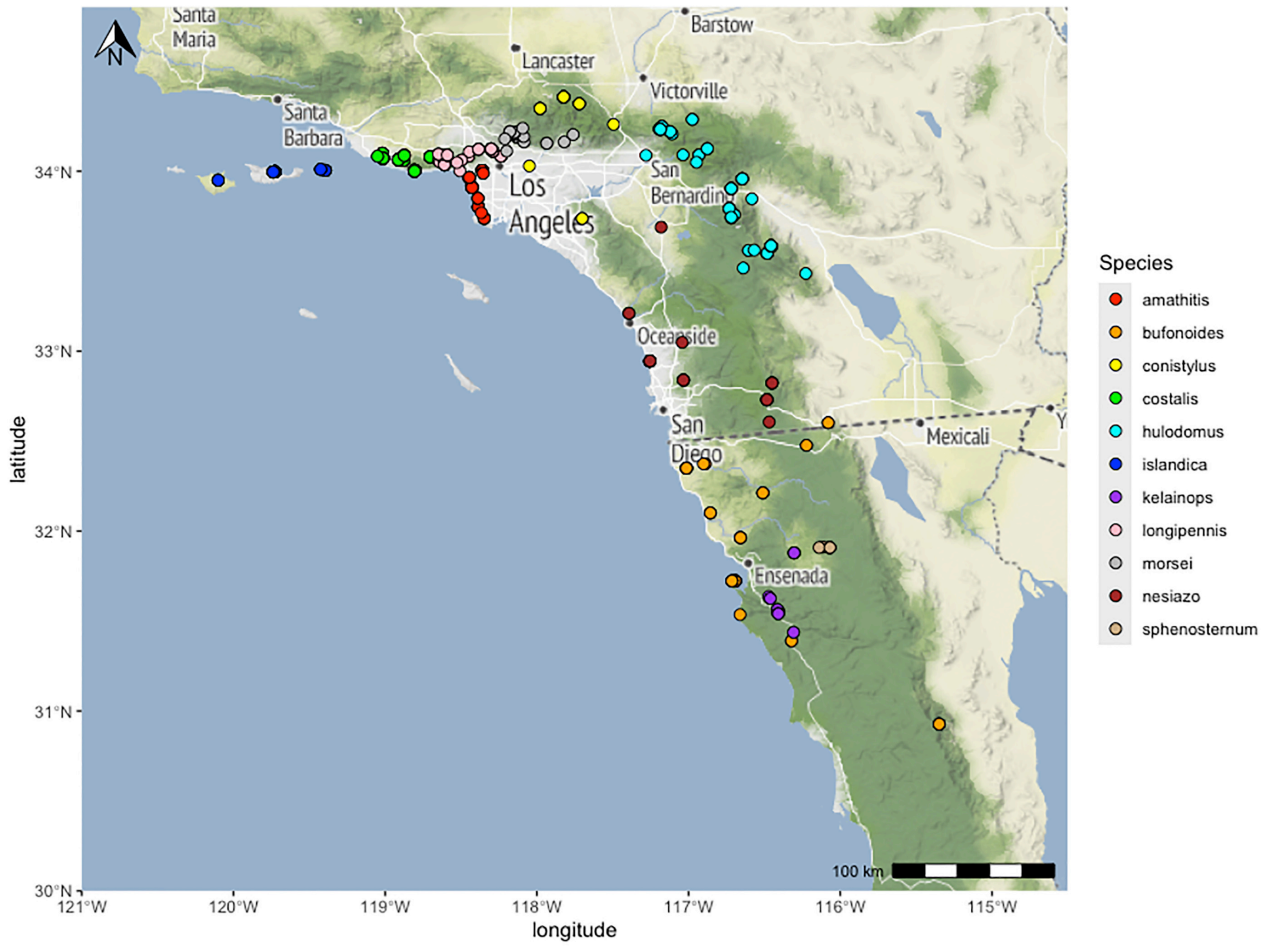 Santa
Maria
N
Barstow
Lancaster
Victorville
Santa
Barbara
San
Bernardino
Los
Angeles
Oceanside
San
Diego
Mexicali
Y
Ensenada
100 km
34°N
33°N
32°N
31°N
30°N
latitude
121°W
120°W
119°W
118°W
117°W
116°W
115°W
longitude
Species
amathitis
bufonoides
conistylus
costalis
hulodomus
islandica
kelainops
longipennis
morsei
nesiazo
sphenosternum